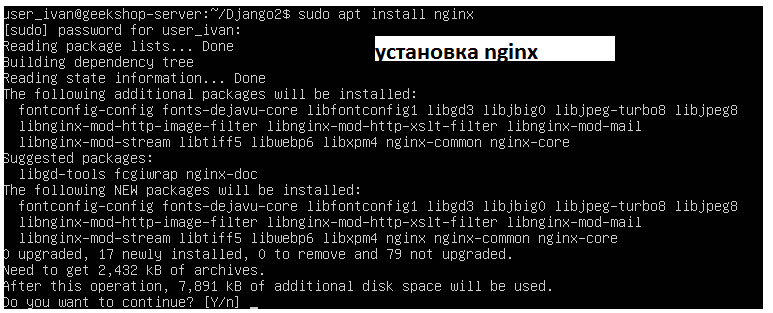 user_ivan@geekshop-server:~/Django2$ sudo apt install nginx
[sudo] password for user_ivan:
установка nginx
Reading package lists... Done
Building dependency tree
Reading state information... Done
The following additional packages will be installed:
  fontconfig-config fonts-dejavu-core libfontconfig1 libgd3 libjbig0 libjpeg-turbo8 libjpeg8
  libnginx-mod-http-image-filter libnginx-mod-http-xslt-filter libnginx-mod-mail
  libnginx-mod-stream libtiff5 libwebp6 libxpm4 nginx-common nginx-core
Suggested packages:
  libgd-tools fcgiwrap nginx-doc
The following NEW packages will be installed:
  fontconfig-config fonts-dejavu-core libfontconfig1 libgd3 libjbig0 libjpeg-turbo8 libjpeg8
  libnginx-mod-http-image-filter libnginx-mod-http-xslt-filter libnginx-mod-mail
  libnginx-mod-stream libtiff5 libwebp6 libxpm4 nginx nginx-common nginx-core
0 upgraded, 17 newly installed, 0 to remove and 79 not upgraded.
Need to get 2,432 kB of archives.
After this operation, 7,891 kB of additional disk space will be used.
Do you want to continue? [Y/n] _